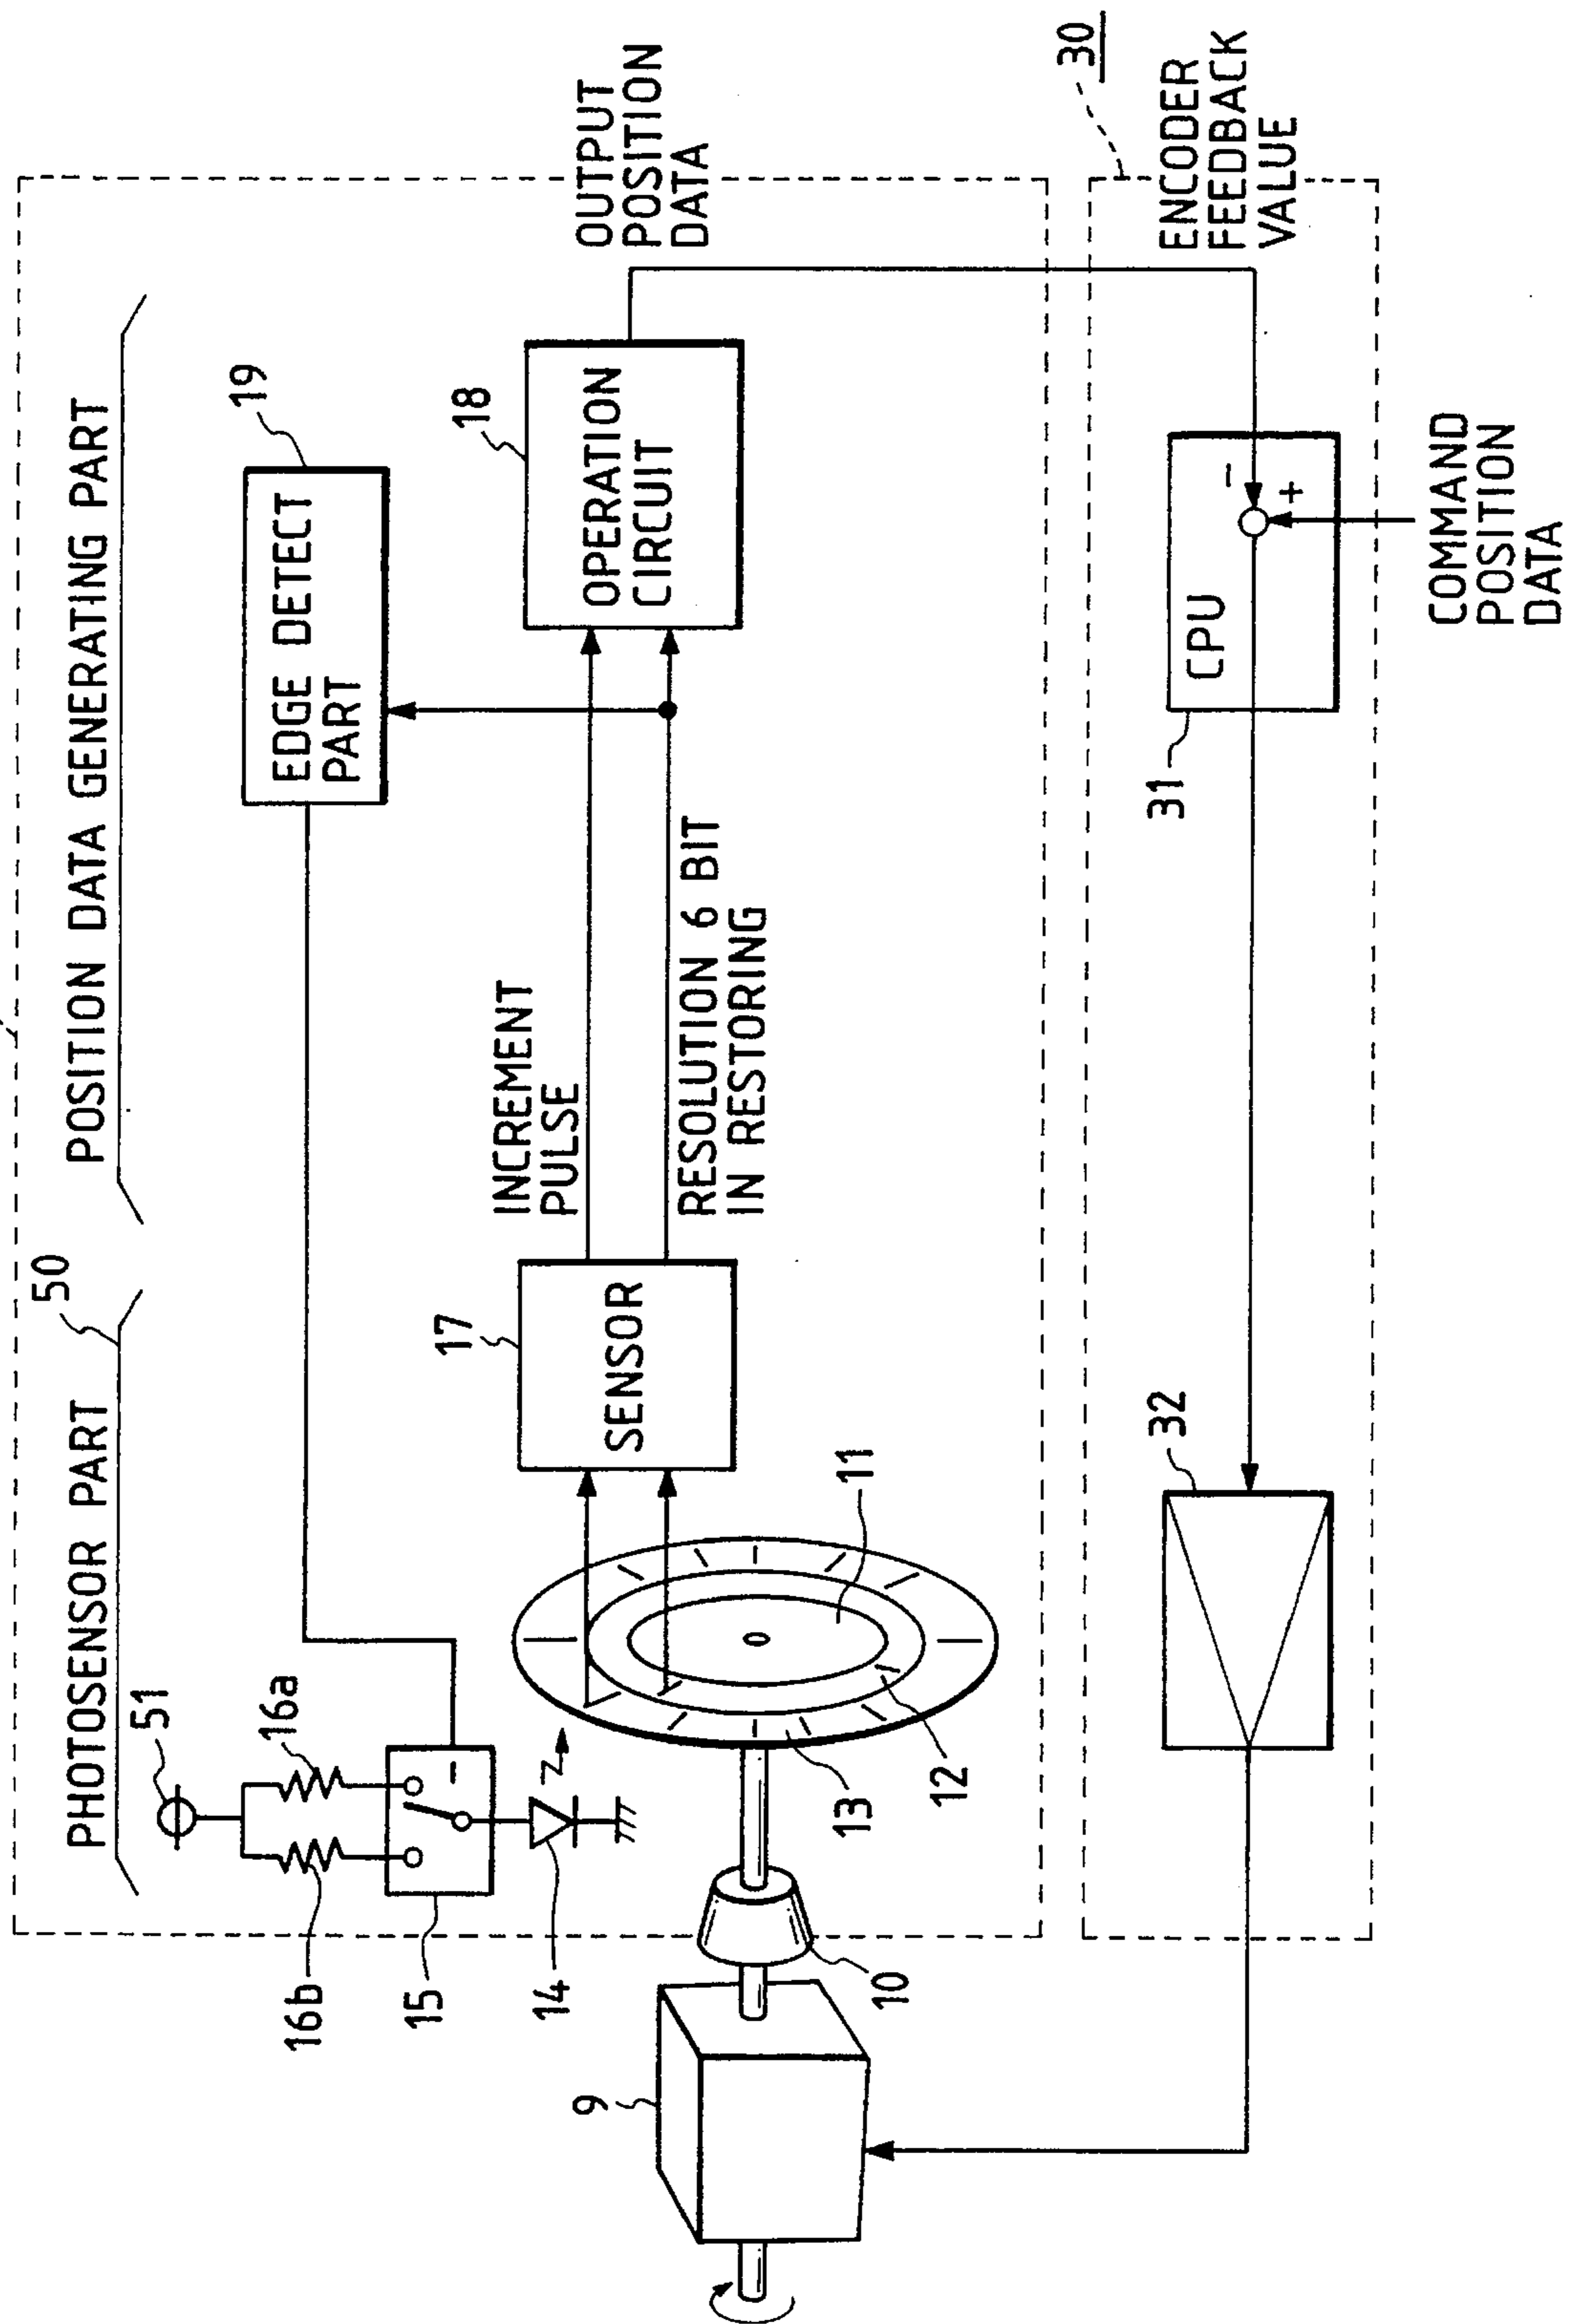 PHOTOSENSOR PART
50
POSITION DATA GENERATING PART
51
16a
16b
15
14
19
EDGE DETECT
PART
17
SENSOR
INCREMENT
PULSE
RESOLUTION 6 BIT
IN RESTORING
18
OPERATION
CIRCUIT
OUTPUT
POSITION
DATA
9
10
13
12
11
30
ENCODER
FEEDBACK
VALUE
32
31
CPU
−
+
COMMAND
POSITION
DATA